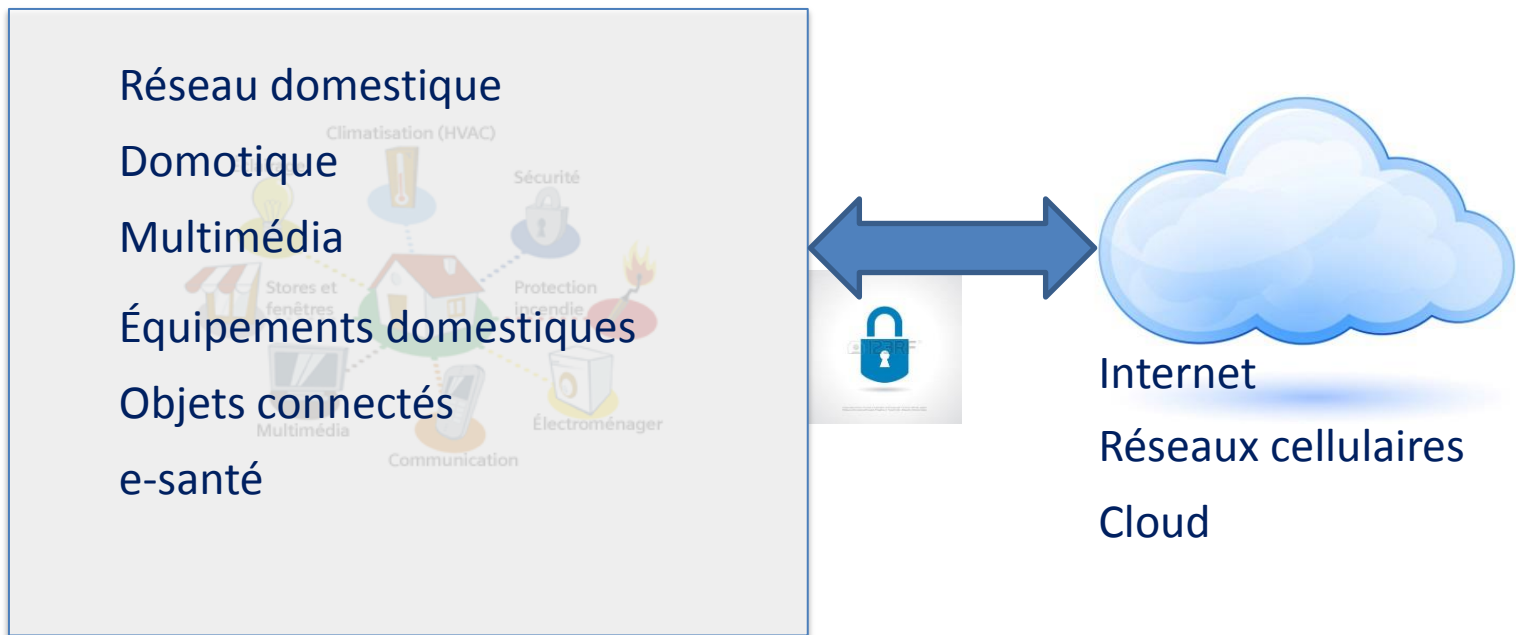 Réseau domestique
Climatisation (HVAC)
Domotique
Sécurité
Multimédia
Stores et
fenêtres
Protection
incendie
Équipements domestiques
Objets connectés
Multimédia
Électroménager
Communication
e-santé
123RF
Internet
Réseaux cellulaires
Cloud